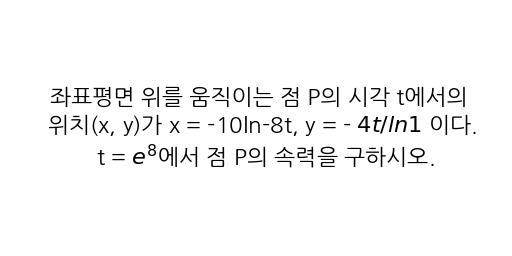 좌표평면 위를 움직이는 점 P의 시각 t에서의
위치(x, y)가 x = -10ln-8t, y = - 4t/ln1 이다.
t = e⁸에서 점 P의 속력을 구하시오.